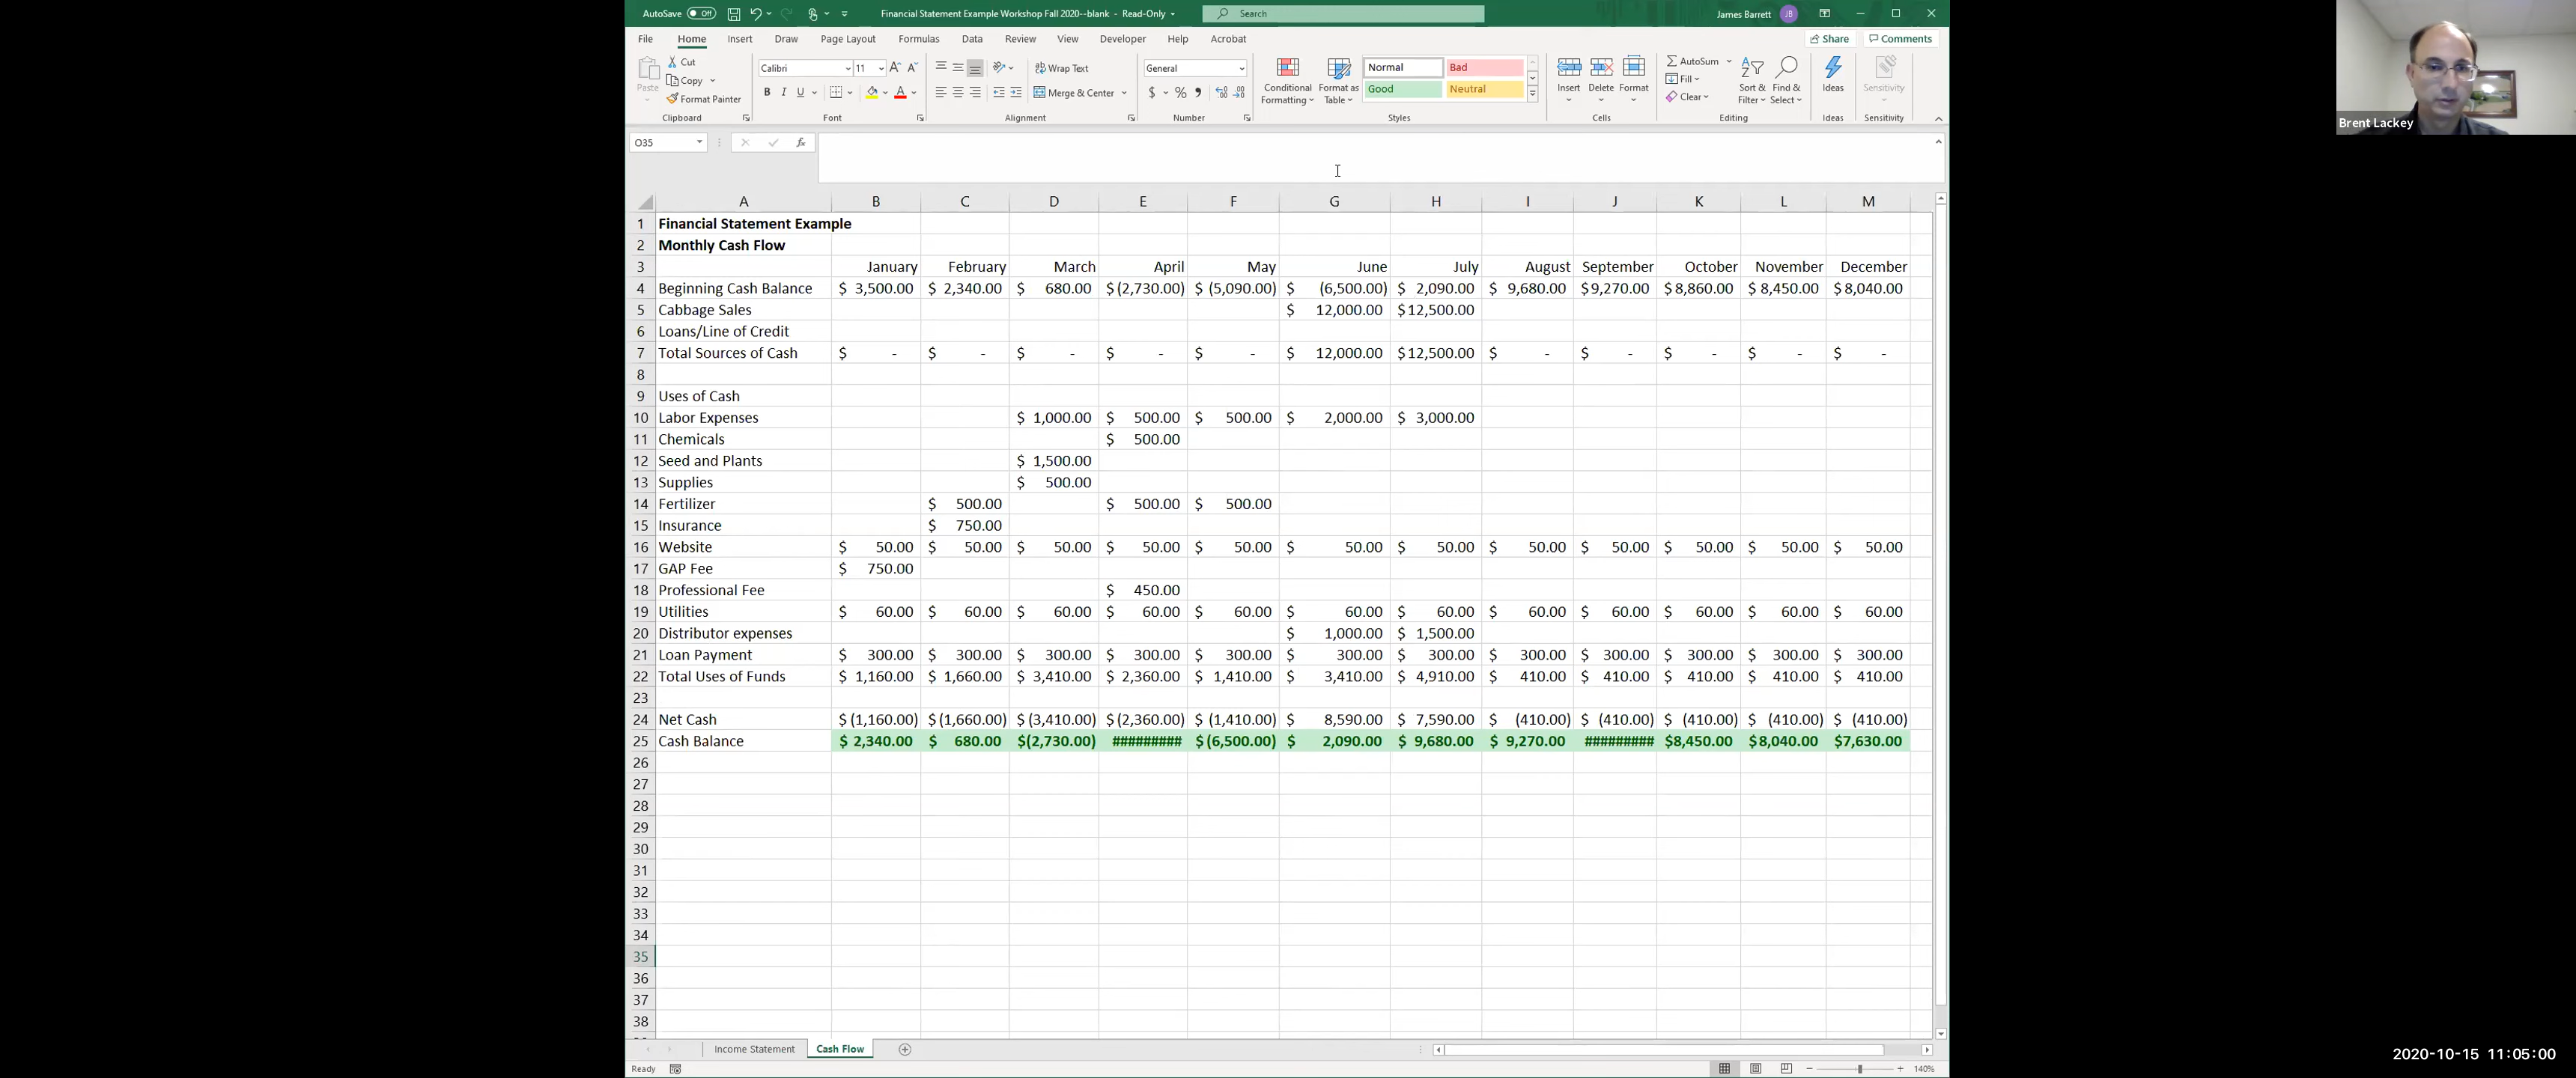 AutoSave Off Financial Statement Example Workshop Fall 2020--blank - Read-Only Search James Barrett JB
File Home Insert Draw Page Layout Formulas Data Review View Developer Help Acrobat Share Comments
Paste Cut Copy Format Painter Clipboard
Calibri 11 B I U Font
Wrap Text Merge & Center Alignment
General $ % , Number
Conditional Formatting Format as Table Normal Bad Good Neutral Styles
Insert Delete Format Cells
AutoSum Fill Clear Sort & Filter Find & Select Editing
Ideas Ideas
Sensitivity Sensitivity
Brent Lackey
O35 fx
A B C D E F G H I J K L M
1 Financial Statement Example
2 Monthly Cash Flow
3 January February March April May June July August September October November December
4 Beginning Cash Balance $ 3,500.00 $ 2,340.00 $ 680.00 $ (2,730.00) $ (5,090.00) $ (6,500.00) $ 2,090.00 $ 9,680.00 $ 9,270.00 $ 8,860.00 $ 8,450.00 $ 8,040.00
5 Cabbage Sales $ 12,000.00 $ 12,500.00
6 Loans/Line of Credit
7 Total Sources of Cash $ - $ - $ - $ - $ - $ 12,000.00 $ 12,500.00 $ - $ - $ - $ - $ -
8
9 Uses of Cash
10 Labor Expenses $ 1,000.00 $ 500.00 $ 500.00 $ 2,000.00 $ 3,000.00
11 Chemicals $ 500.00
12 Seed and Plants $ 1,500.00
13 Supplies $ 500.00
14 Fertilizer $ 500.00 $ 500.00 $ 500.00
15 Insurance $ 750.00
16 Website $ 50.00 $ 50.00 $ 50.00 $ 50.00 $ 50.00 $ 50.00 $ 50.00 $ 50.00 $ 50.00 $ 50.00 $ 50.00 $ 50.00
17 GAP Fee $ 750.00
18 Professional Fee $ 450.00
19 Utilities $ 60.00 $ 60.00 $ 60.00 $ 60.00 $ 60.00 $ 60.00 $ 60.00 $ 60.00 $ 60.00 $ 60.00 $ 60.00 $ 60.00
20 Distributor expenses $ 1,000.00 $ 1,500.00
21 Loan Payment $ 300.00 $ 300.00 $ 300.00 $ 300.00 $ 300.00 $ 300.00 $ 300.00 $ 300.00 $ 300.00 $ 300.00 $ 300.00 $ 300.00
22 Total Uses of Funds $ 1,160.00 $ 1,660.00 $ 3,410.00 $ 2,360.00 $ 1,410.00 $ 3,410.00 $ 4,910.00 $ 410.00 $ 410.00 $ 410.00 $ 410.00 $ 410.00
23
24 Net Cash $ (1,160.00) $ (1,660.00) $ (3,410.00) $ (2,360.00) $ (1,410.00) $ 8,590.00 $ 7,590.00 $ (410.00) $ (410.00) $ (410.00) $ (410.00) $ (410.00)
25 Cash Balance $ 2,340.00 $ 680.00 $(2,730.00) ######### $ (6,500.00) $ 2,090.00 $ 9,680.00 $ 9,270.00 ######### $8,450.00 $8,040.00 $7,630.00
26
27
28
29
30
31
32
33
34
35
36
37
38
Income Statement Cash Flow
Ready 140%
2020-10-15 11:05:00